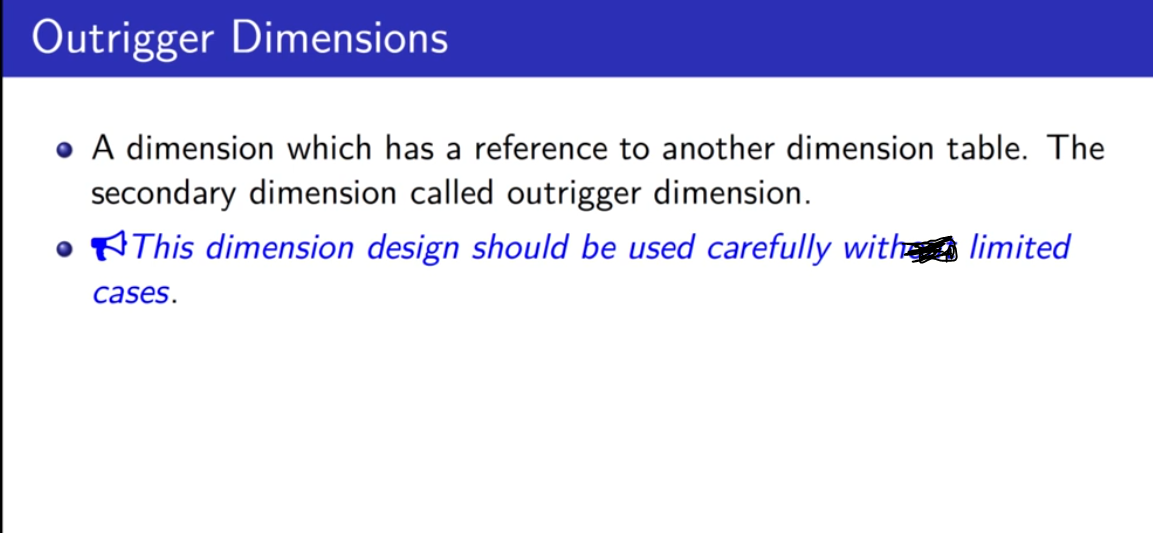 Outrigger Dimensions
A dimension which has a reference to another dimension table. The
secondary dimension called outrigger dimension.
This dimension design should be used carefully with limited
cases.